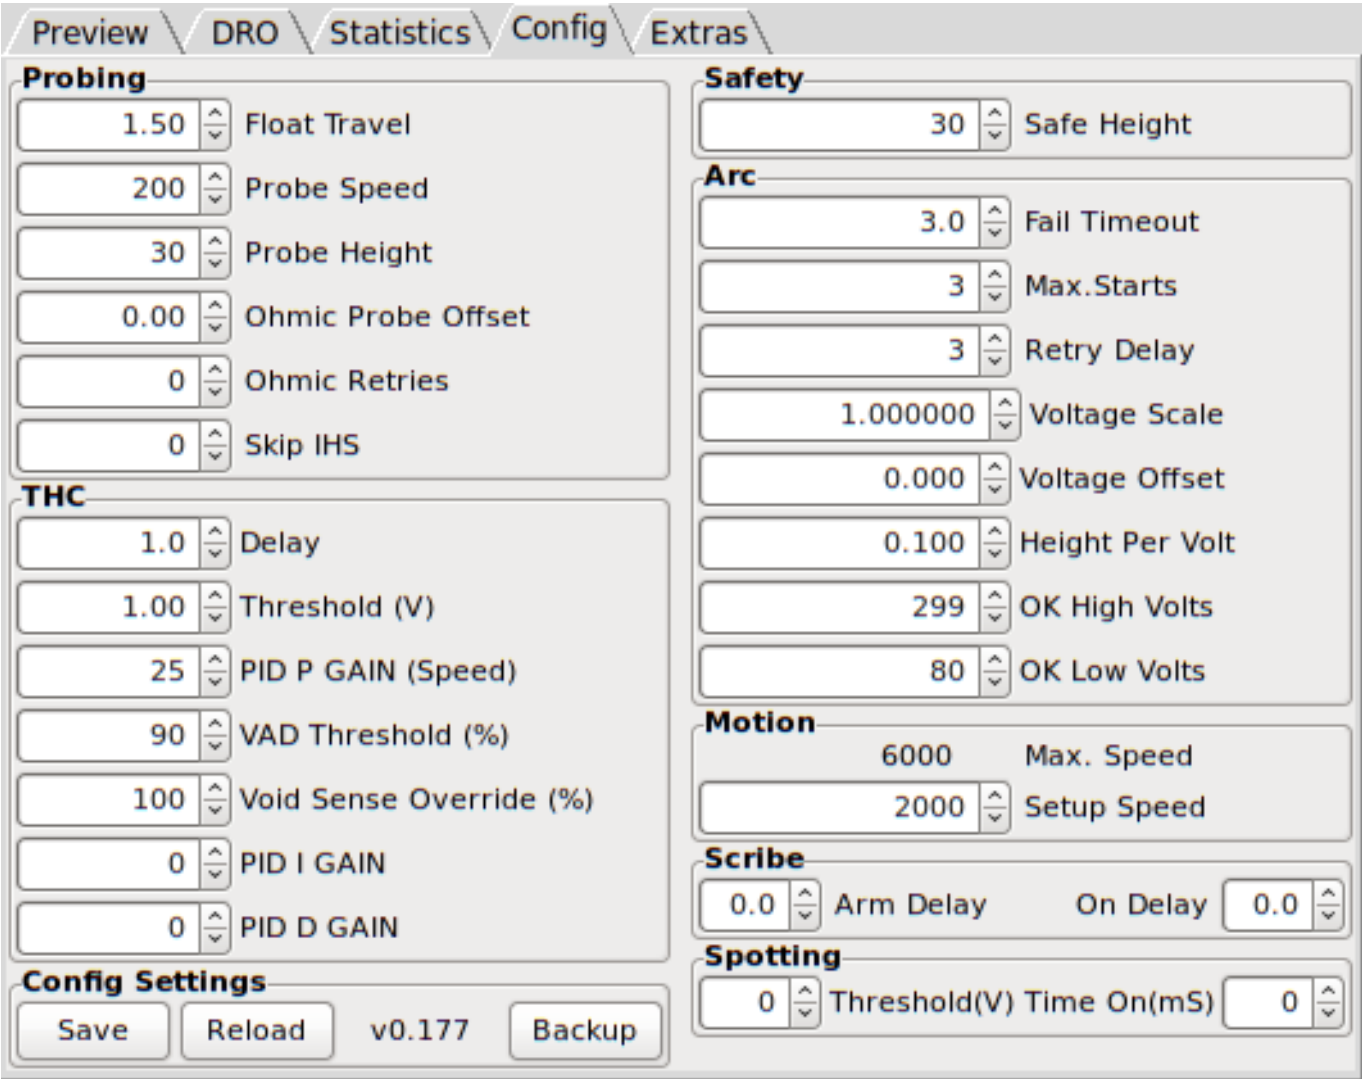 Preview DRO Statistics Config Extras
Probing
1.50 Float Travel
200 Probe Speed
30 Probe Height
0.00 Ohmic Probe Offset
0 Ohmic Retries
0 Skip IHS
THC
1.0 Delay
1.00 Threshold (V)
25 PID P GAIN (Speed)
90 VAD Threshold (%)
100 Void Sense Override (%)
0 PID I GAIN
0 PID D GAIN
Config Settings
Save Reload v0.177 Backup
Safety
30 Safe Height
Arc
3.0 Fail Timeout
3 Max.Starts
3 Retry Delay
1.000000 Voltage Scale
0.000 Voltage Offset
0.100 Height Per Volt
299 OK High Volts
80 OK Low Volts
Motion
6000 Max. Speed
2000 Setup Speed
Scribe
0.0 Arm Delay On Delay 0.0
Spotting
0 Threshold(V) Time On(mS) 0